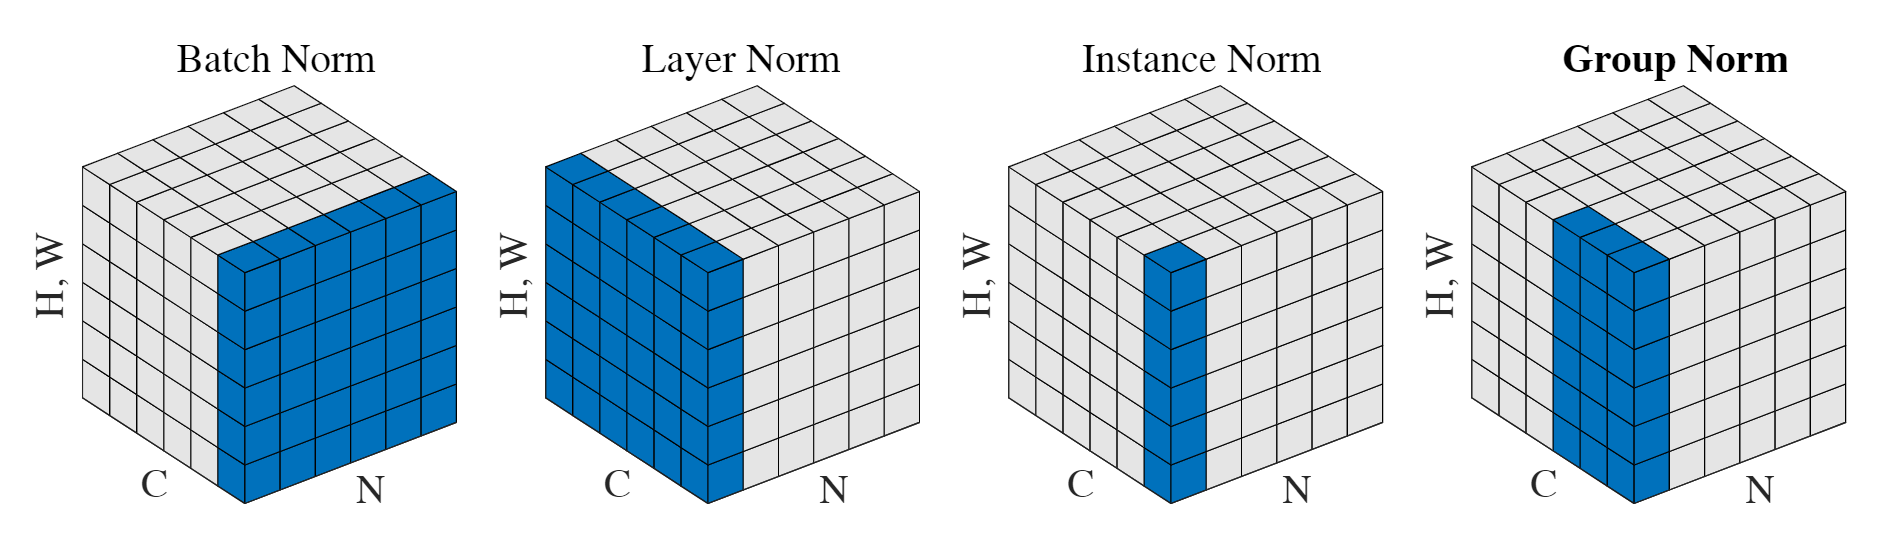 Batch Norm
H, W
C
N
Layer Norm
H, W
C
N
Instance Norm
H, W
C
N
Group Norm
H, W
C
N